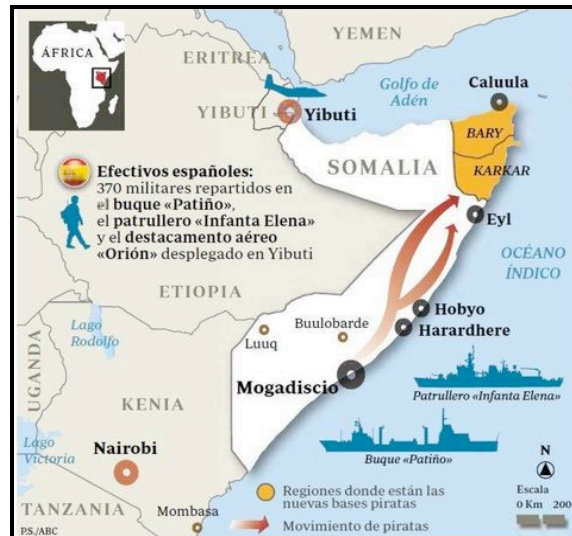 ÁFRICA
YEMEN
ERITREA
Golfo de
Adén
Caluula
YIBUTI
Yibuti
BARY
SOMALIA
KARKAR
Efectivos españoles:
370 militares repartidos en
el buque «Patiño»,
el patrullero «Infanta Elena»
y el destacamento aéreo
«Orión» desplegado en Yibuti
Eyl
OCÉANO
ÍNDICO
ETIOPIA
Lago
Rodolfo
Luuq
Buulobarde
Hobyo
Harardhere
UGANDA
Mogadiscio
Patrullero «Infanta Elena»
KENIA
Lago
Victoria
Nairobi
Buque «Patiño»
N
Regiones donde están las
nuevas bases piratas
Escala
0 Km 200
TANZANIA
Mombasa
Movimiento de piratas
P.S./ABC